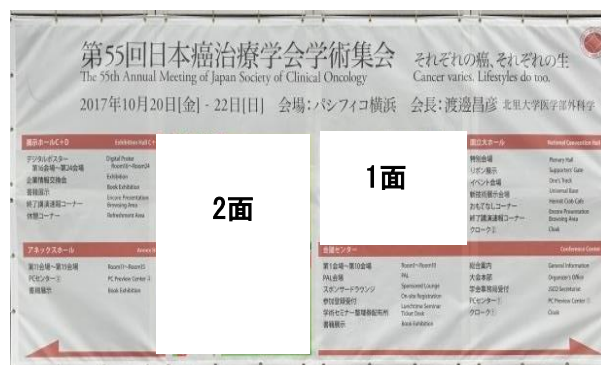 第55回日本癌治療学会学術集会
The 55th Annual Meeting of Japan Society of Clinical Oncology
それぞれの癌、それぞれの生
Cancer varies. Lifestyles do too.
2017年10月20日[金] - 22日[日] 会場：パシフィコ横浜 会長：渡邊昌彦 北里大学医学部外科学
展示ホールC+D Exhibition Hall C+
デジタルポスター Digital Poster
第16会場～第24会場 Room16～Room24
企業情報交換会 Exhibition
書籍展示 Book Exhibition
終了講演速報コーナー Encore Presentation Browsing Area
休憩コーナー Refreshment Area
2面
1面
国立大ホール National Convention Hall
特別会場 Plenary Hall
リボン展示 Supporters' Gate
イベント会場 One's Track
新技術展示会場 Universal Base
おもてなしコーナー Hermit Crab Cafe
終了講演速報コーナー Encore Presentation Browsing Area
クローク② Cloak
アネックスホール Annex H
第11会場～第15会場 Room11～Room15
PCセンター② PC Preview Center
書籍展示 Book Exhibition
会議センター Conference Center
第1会場～第10会場 Room1～Room10
PAL会場 PAL
スポンサードラウンジ Sponsored Lounge
参加登録受付 On-site Registration
学術セミナー整理券配布所 Lunchtime Seminar Ticket Desk
書籍展示 Book Exhibition
総合案内 General Information
大会本部 Organizer's Office
学会事務局受付 JSCO Secretariat
PCセンター① PC Preview Center ①
クローク① Cloak